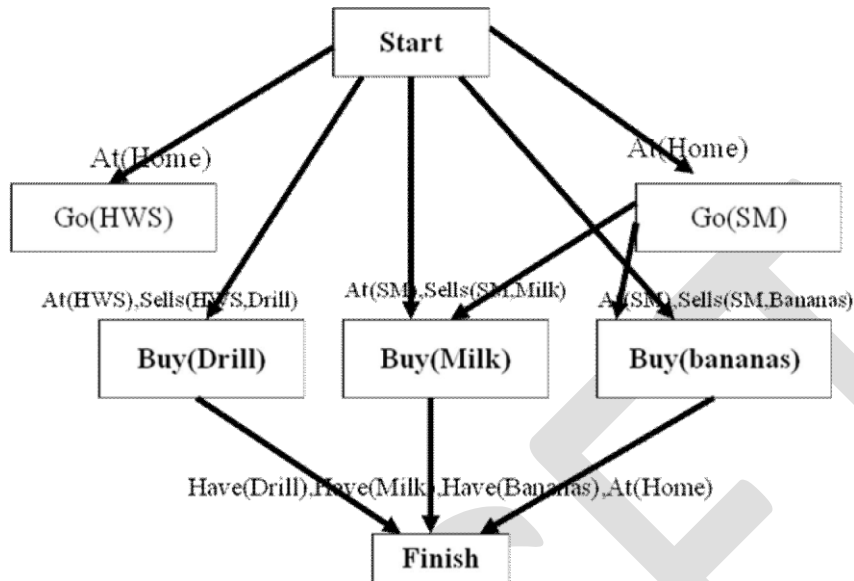 Start
At(Home)
At(Home)
Go(HWS)
Go(SM)
At(HWS),Sells(HWS,Drill)
At(SM),Sells(SM,Milk)
At(SM),Sells(SM,Bananas)
Buy(Drill)
Buy(Milk)
Buy(bananas)
Have(Drill),Have(Milk),Have(Bananas),At(Home)
Finish